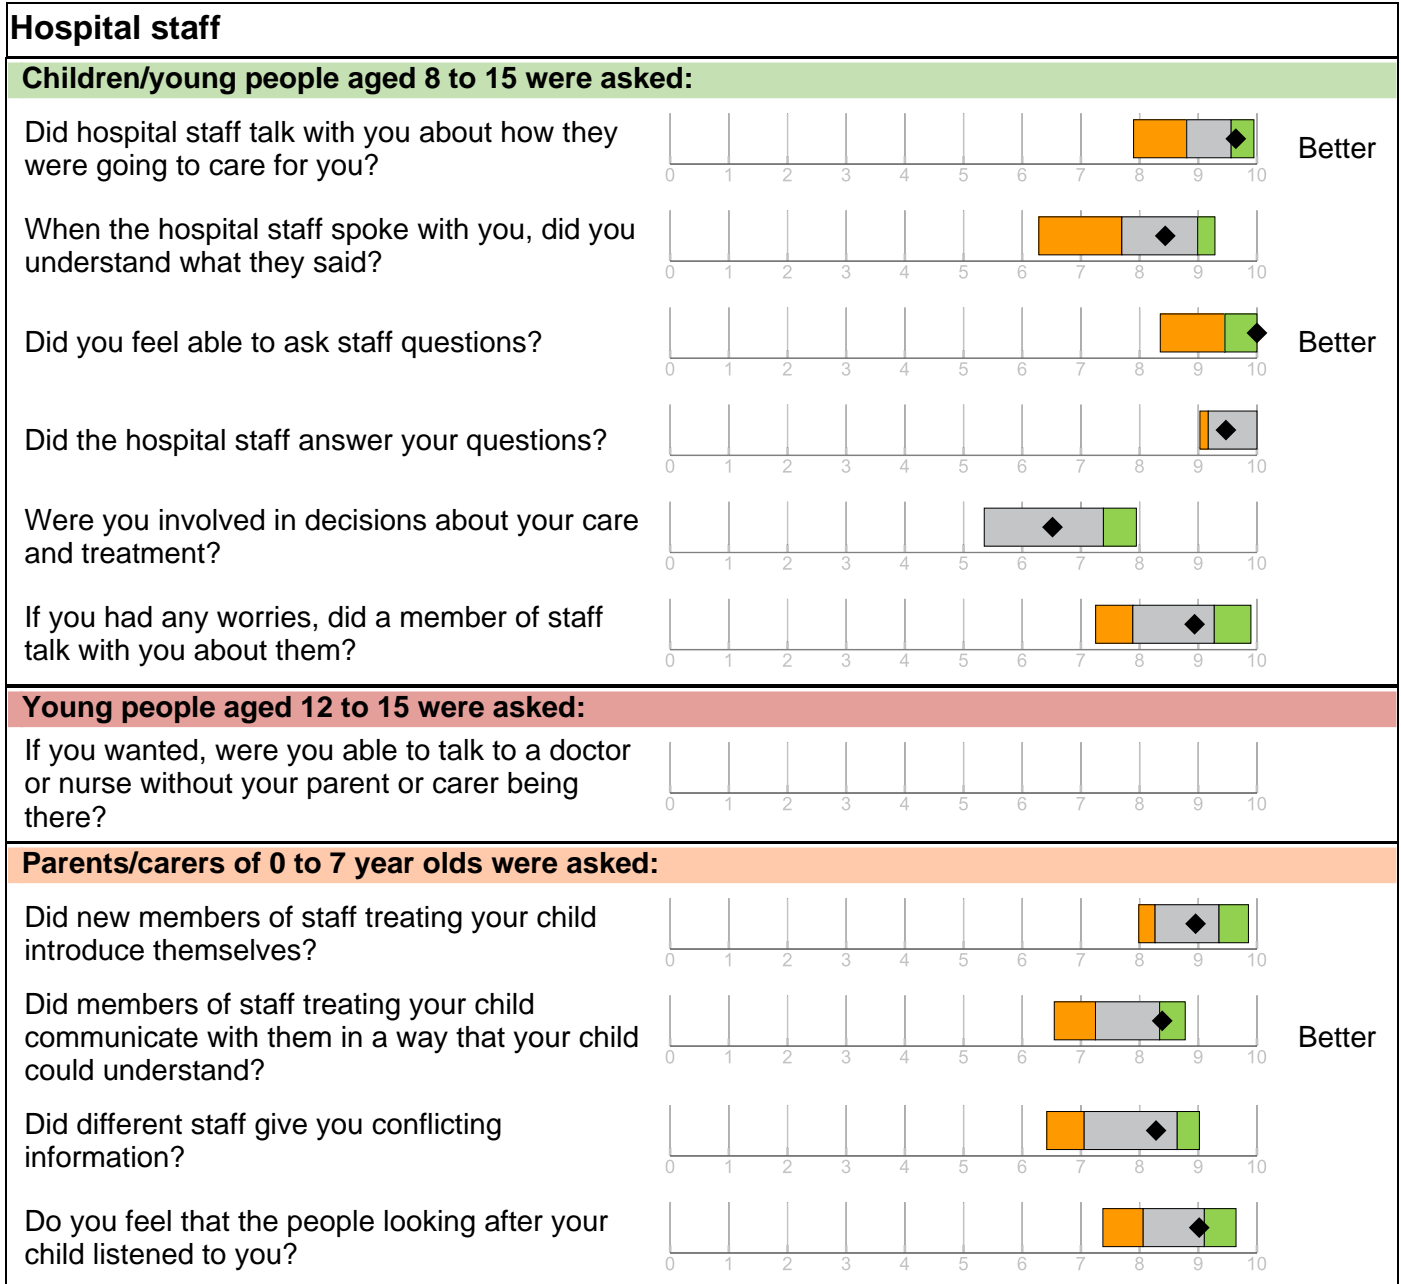 Hospital staff
Children/young people aged 8 to 15 were asked:
Did hospital staff talk with you about how they
were going to care for you?
0 1 2 3 4 5 6 7 8 9 10
Better
When the hospital staff spoke with you, did you
understand what they said?
0 1 2 3 4 5 6 7 8 9 10
Did you feel able to ask staff questions?
0 1 2 3 4 5 6 7 8 9 10
Better
Did the hospital staff answer your questions?
0 1 2 3 4 5 6 7 8 9 10
Were you involved in decisions about your care
and treatment?
0 1 2 3 4 5 6 7 8 9 10
If you had any worries, did a member of staff
talk with you about them?
0 1 2 3 4 5 6 7 8 9 10
Young people aged 12 to 15 were asked:
If you wanted, were you able to talk to a doctor
or nurse without your parent or carer being
there?
0 1 2 3 4 5 6 7 8 9 10
Parents/carers of 0 to 7 year olds were asked:
Did new members of staff treating your child
introduce themselves?
0 1 2 3 4 5 6 7 8 9 10
Did members of staff treating your child
communicate with them in a way that your child
could understand?
0 1 2 3 4 5 6 7 8 9 10
Better
Did different staff give you conflicting
information?
0 1 2 3 4 5 6 7 8 9 10
Do you feel that the people looking after your
child listened to you?
0 1 2 3 4 5 6 7 8 9 10